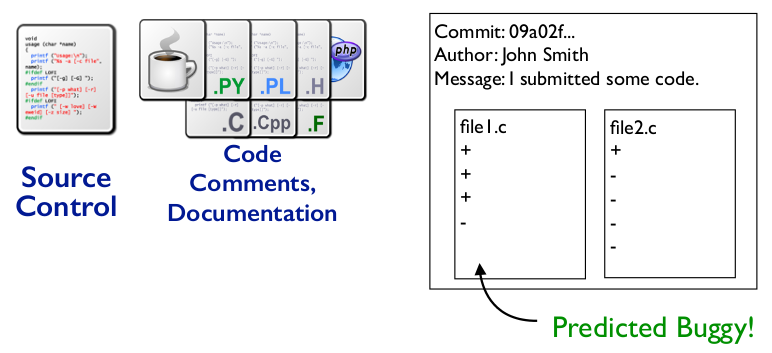 void
usage (char *name)
{
printf ("Usage:\n");
printf ("%s -a [-c file",
name);
#ifdef LOFI
printf ("[-g] [-G] ");
#endif
printf ("[-p what] [-r]
[-u file [type]]");
#ifdef LOFI
printf (" [-w love] [-W
#endif
Source
Control
php
.PY
.PL
.H
.C
.Cpp
.F
Code
Comments,
Documentation
Commit: 09a02f...
Author: John Smith
Message: I submitted some code.
file1.c
+
+
+
-
file2.c
+
-
-
-
-
Predicted Buggy!